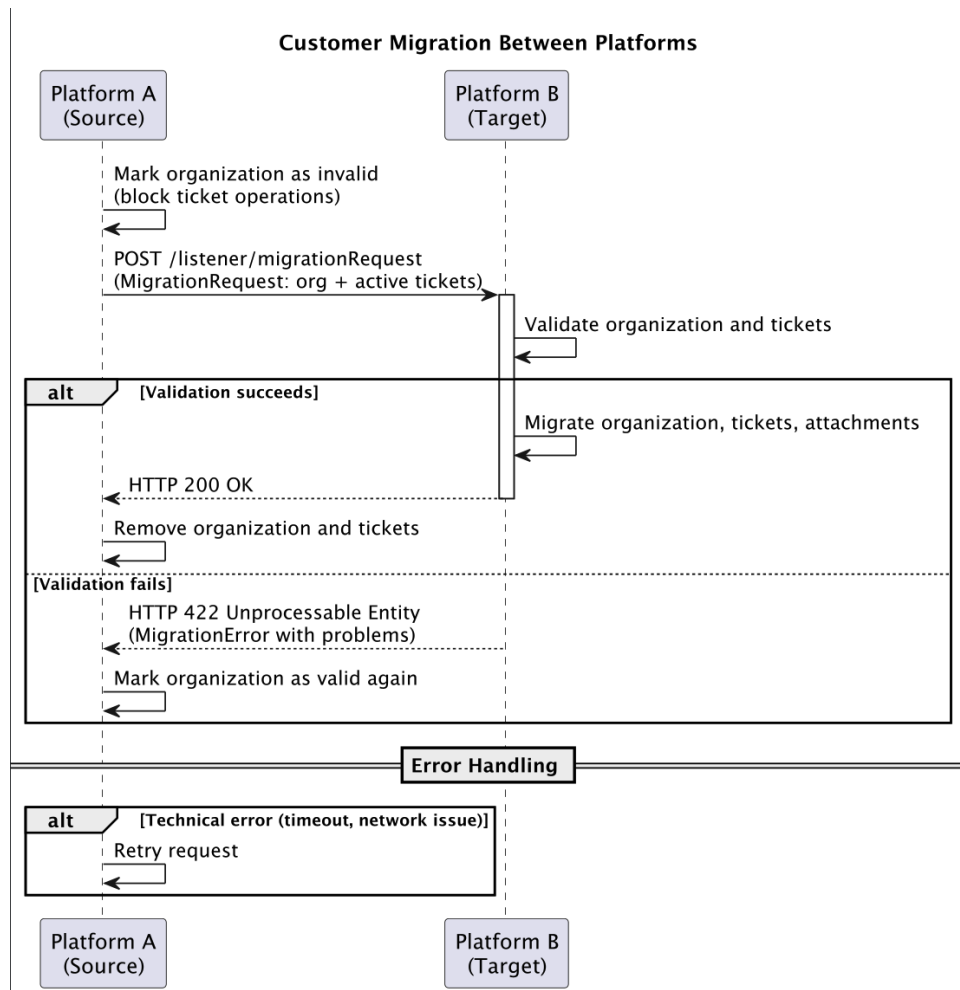 Customer Migration Between Platforms
Platform A
(Source)
Platform B
(Target)
Mark organization as invalid
(block ticket operations)
POST /listener/migrationRequest
(MigrationRequest: org + active tickets)
Validate organization and tickets
alt
[Validation succeeds]
Migrate organization, tickets, attachments
HTTP 200 OK
Remove organization and tickets
[Validation fails]
HTTP 422 Unprocessable Entity
(MigrationError with problems)
Mark organization as valid again
Error Handling
alt
[Technical error (timeout, network issue)]
Retry request
Platform A
(Source)
Platform B
(Target)